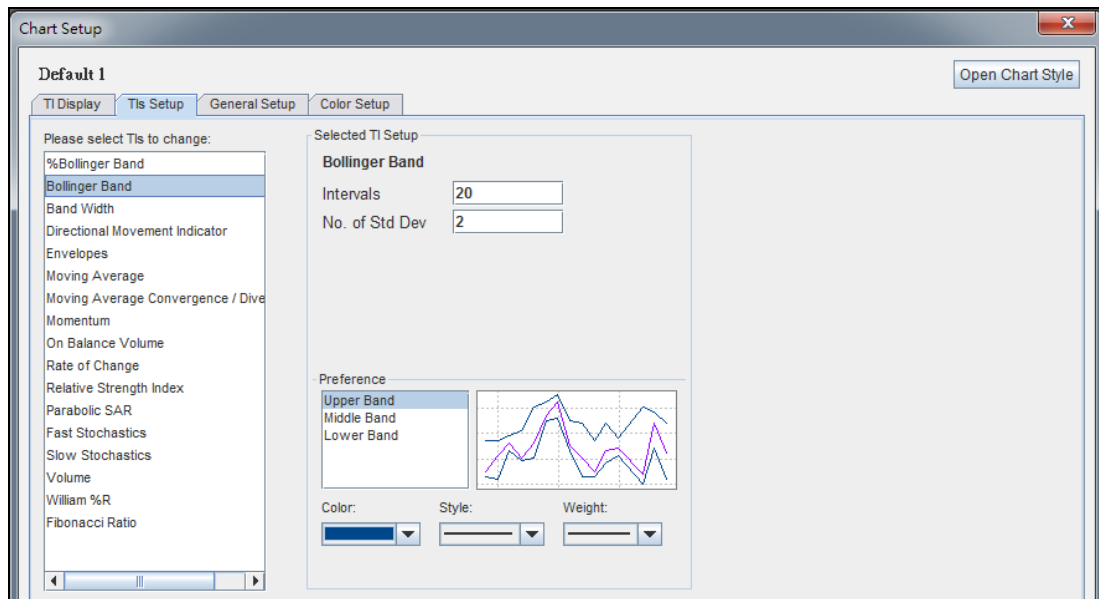 Chart Setup
Default 1
Open Chart Style
TI Display
TIs Setup
General Setup
Color Setup
Please select TIs to change:
%Bollinger Band
Bollinger Band
Band Width
Directional Movement Indicator
Envelopes
Moving Average
Moving Average Convergence / Dive
Momentum
On Balance Volume
Rate of Change
Relative Strength Index
Parabolic SAR
Fast Stochastics
Slow Stochastics
Volume
William %R
Fibonacci Ratio
Selected TI Setup
Bollinger Band
Intervals 20
No. of Std Dev 2
Preference
Upper Band
Middle Band
Lower Band
Color: Style: Weight: